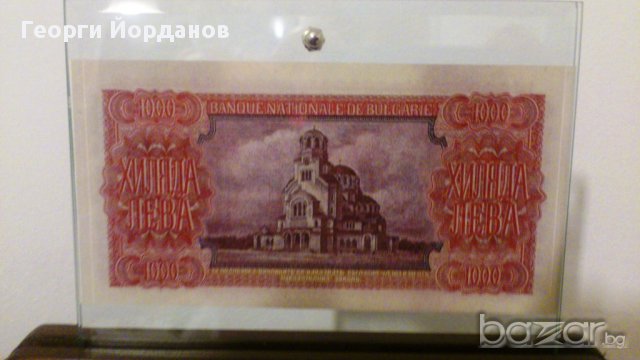 Георги Йорданов
1000 BANQUE NATIONALE DE BULGARIE 1000
ХИЛЯДА ХИЛЯДА
ЛЕВА ЛЕВА
1000 1000
bazar.bg